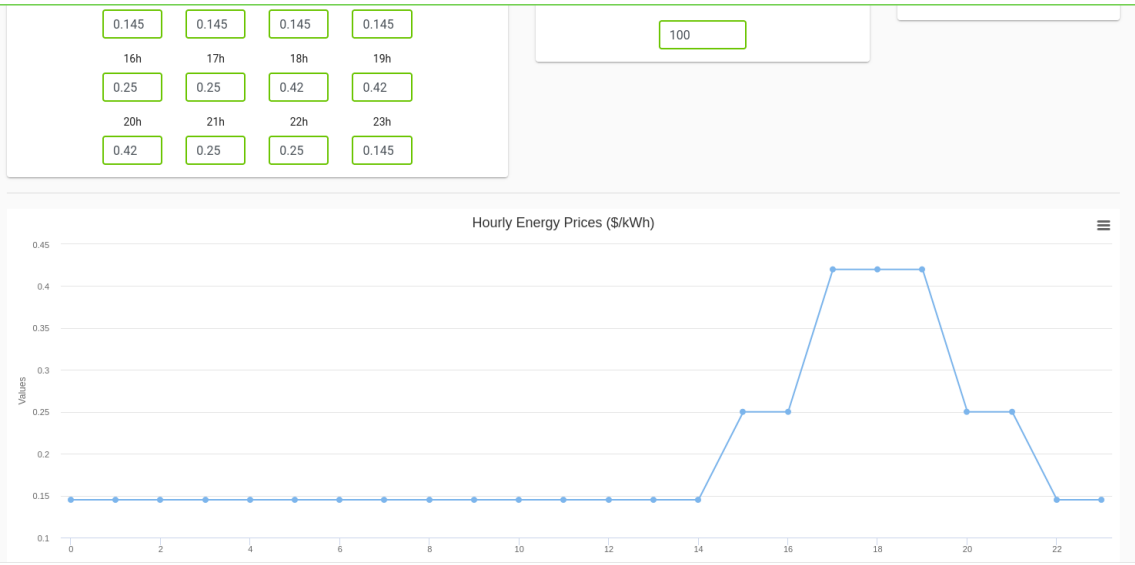 0.145 0.145 0.145 0.145
100
16h 17h 18h 19h
0.25 0.25 0.42 0.42
20h 21h 22h 23h
0.42 0.25 0.25 0.145
Hourly Energy Prices ($/kWh)
Values
0.45
0.4
0.35
0.3
0.25
0.2
0.15
0.1
0 2 4 6 8 10 12 14 16 18 20 22